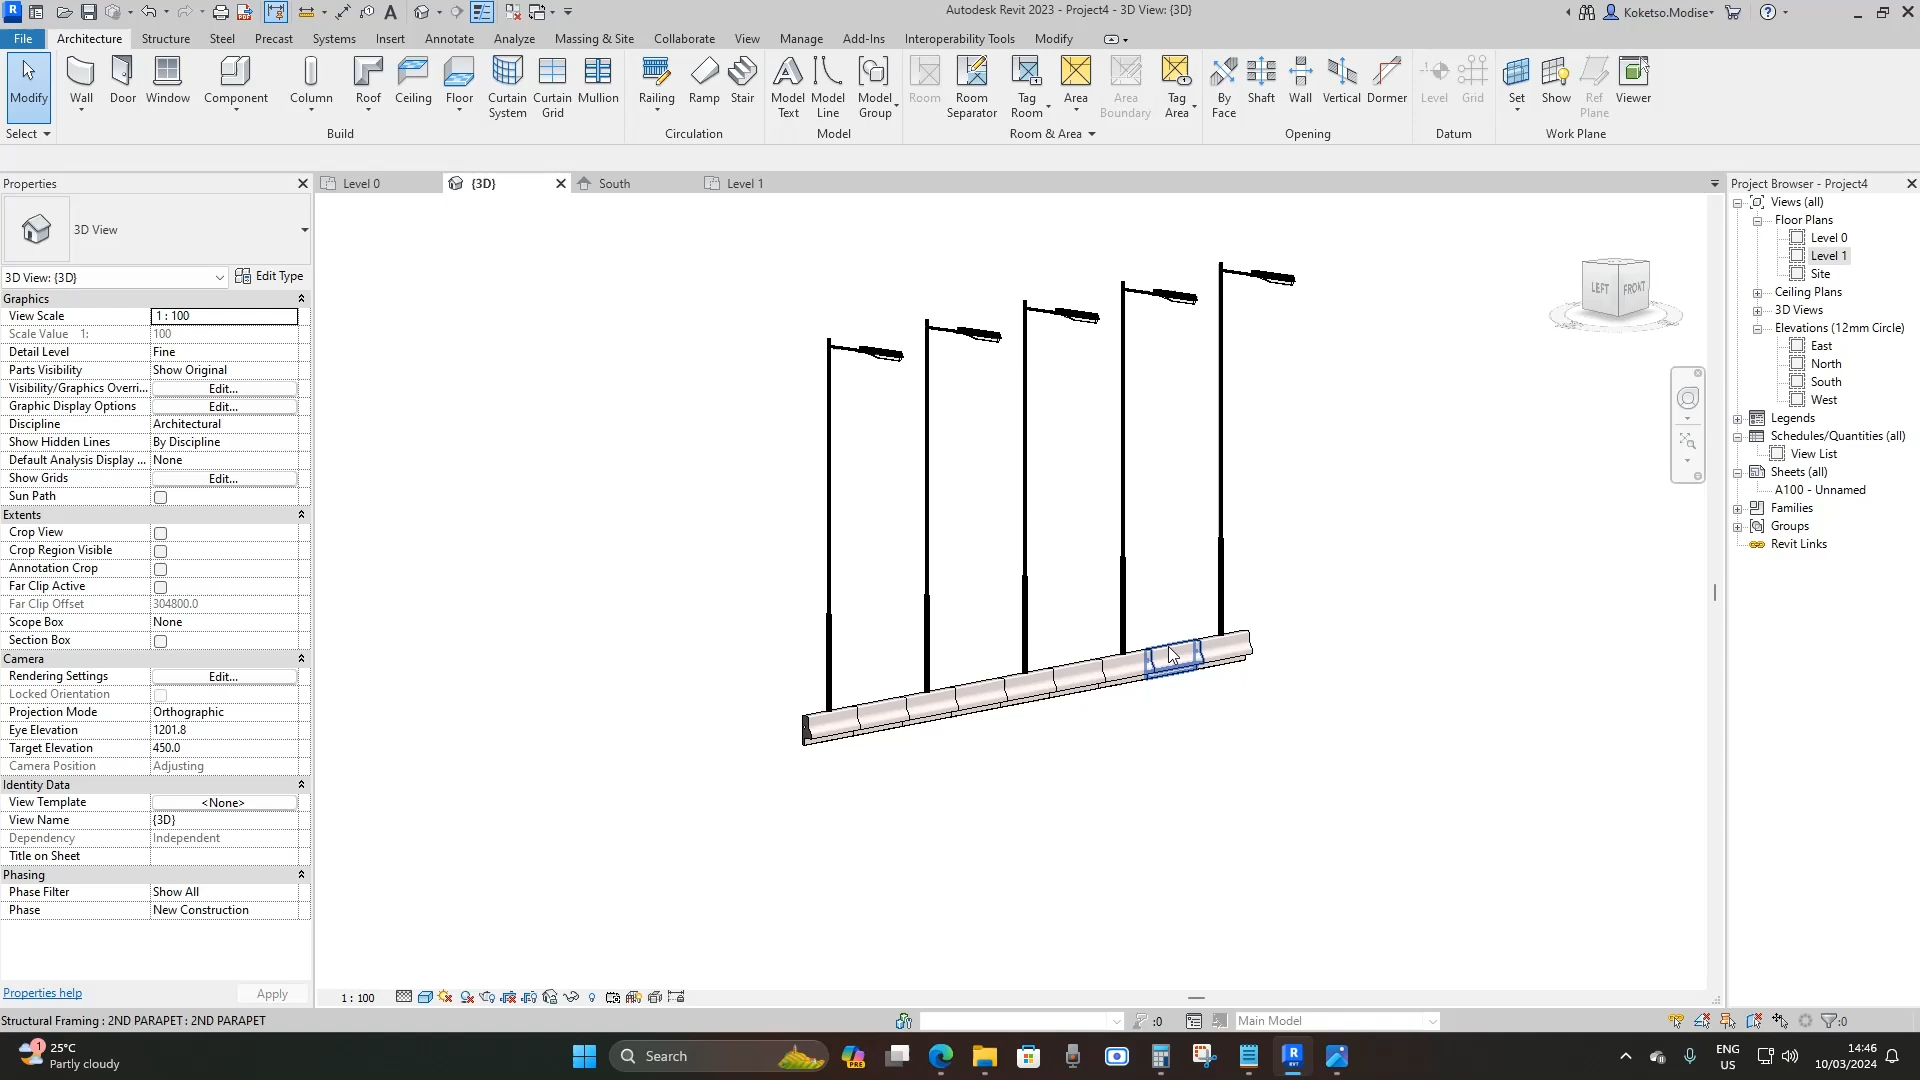 Autodesk Revit 2023 - Project4 - 3D View: {3D}
Koketso.Modise
File Architecture Structure Steel Precast Systems Insert Annotate Analyze Massing & Site Collaborate View Manage Add-Ins Interoperability Tools Modify
Modify Wall Door Window Component Column Roof Ceiling Floor Curtain System Curtain Grid Mullion Railing Ramp Stair Model Text Model Line Model Group Room Room Separator Tag Room Area Area Boundary Tag Area By Face Shaft Wall Vertical Dormer Level Grid Set Show Ref Plane Viewer
Select Build Circulation Model Room & Area Opening Datum Work Plane
Properties
Level 0 {3D} South Level 1
Project Browser - Project4
3D View
3D View: {3D} Edit Type
Graphics
View Scale 1 : 100
Scale Value 1: 100
Detail Level Fine
Parts Visibility Show Original
Visibility/Graphics Overri... Edit...
Graphic Display Options Edit...
Discipline Architectural
Show Hidden Lines By Discipline
Default Analysis Display ... None
Show Grids Edit...
Sun Path
Extents
Crop View
Crop Region Visible
Annotation Crop
Far Clip Active
Far Clip Offset 304800.0
Scope Box None
Section Box
Camera
Rendering Settings Edit...
Locked Orientation
Projection Mode Orthographic
Eye Elevation 1201.8
Target Elevation 450.0
Camera Position Adjusting
Identity Data
View Template <None>
View Name {3D}
Dependency Independent
Title on Sheet
Phasing
Phase Filter Show All
Phase New Construction
Properties help Apply
LEFT FRONT
Views (all)
Floor Plans
Level 0
Level 1
Site
Ceiling Plans
3D Views
Elevations (12mm Circle)
East
North
South
West
Legends
Schedules/Quantities (all)
View List
Sheets (all)
A100 - Unnamed
Families
Groups
Revit Links
1 : 100
Structural Framing : 2ND PARAPET : 2ND PARAPET
:0
Main Model
:0
1
25°C
Partly cloudy
Search
PRE
R
RVT
ENG
US
14:46
10/03/2024